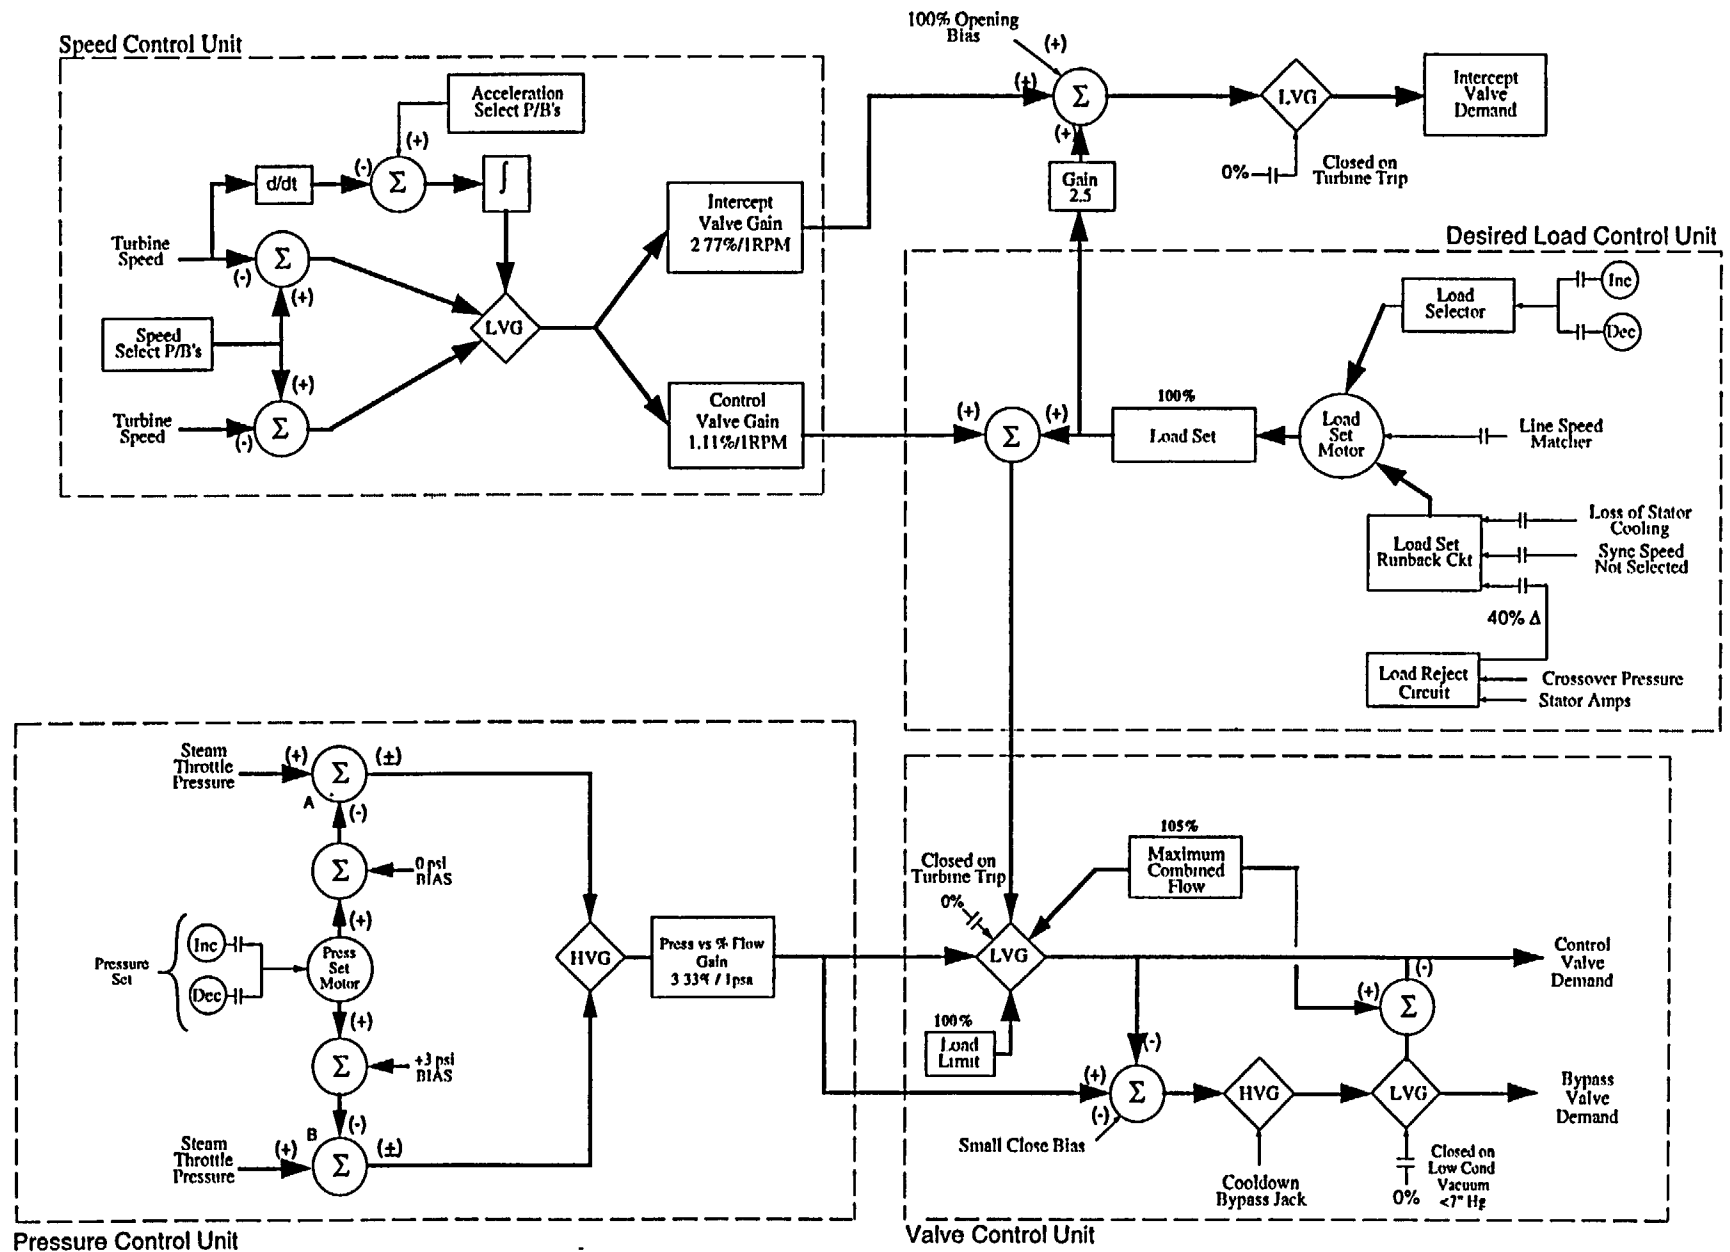 Speed Control Unit
Acceleration
Select P/B's
(+)
(-)
d/dt
Σ
∫
Turbine
Speed
(-)
Σ
(+)
Speed
Select P/B's
LVG
(+)
Turbine
Speed
(-)
Σ
Intercept
Valve Gain
2 77%/1RPM
Control
Valve Gain
1.11%/1RPM
100% Opening
Bias
(+)
(+)
Σ
(+)
Gain
2.5
LVG
Intercept
Valve
Demand
0%
Closed on
Turbine Trip
Desired Load Control Unit
Load
Selector
Inc
Dec
(+)
Σ
(+)
100%
Load Set
Load
Set
Motor
Line Speed
Matcher
Load Set
Runback Ckt
Loss of Stator
Cooling
Sync Speed
Not Selected
40% Δ
Load Reject
Circuit
Crossover Pressure
Stator Amps
Steam
Throttle
Pressure
(+)
Σ
(±)
A
(-)
Σ
0 psi
BIAS
(+)
Pressure
Set
Inc
Dec
Press
Set
Motor
(+)
Σ
+3 psi
BIAS
B
(-)
Steam
Throttle
Pressure
(+)
Σ
(±)
HVG
Press vs % Flow
Gain
3 33% / 1psa
Pressure Control Unit
105%
Maximum
Combined
Flow
Closed on
Turbine Trip
0%
LVG
100%
Load
Limit
Control
Valve
Demand
(-)
(+)
Σ
(-)
(+)
Σ
(-)
Small Close Bias
HVG
LVG
Bypass
Valve
Demand
Cooldown
Bypass Jack
0%
Closed on
Low Cond
Vacuum
<7" Hg
Valve Control Unit